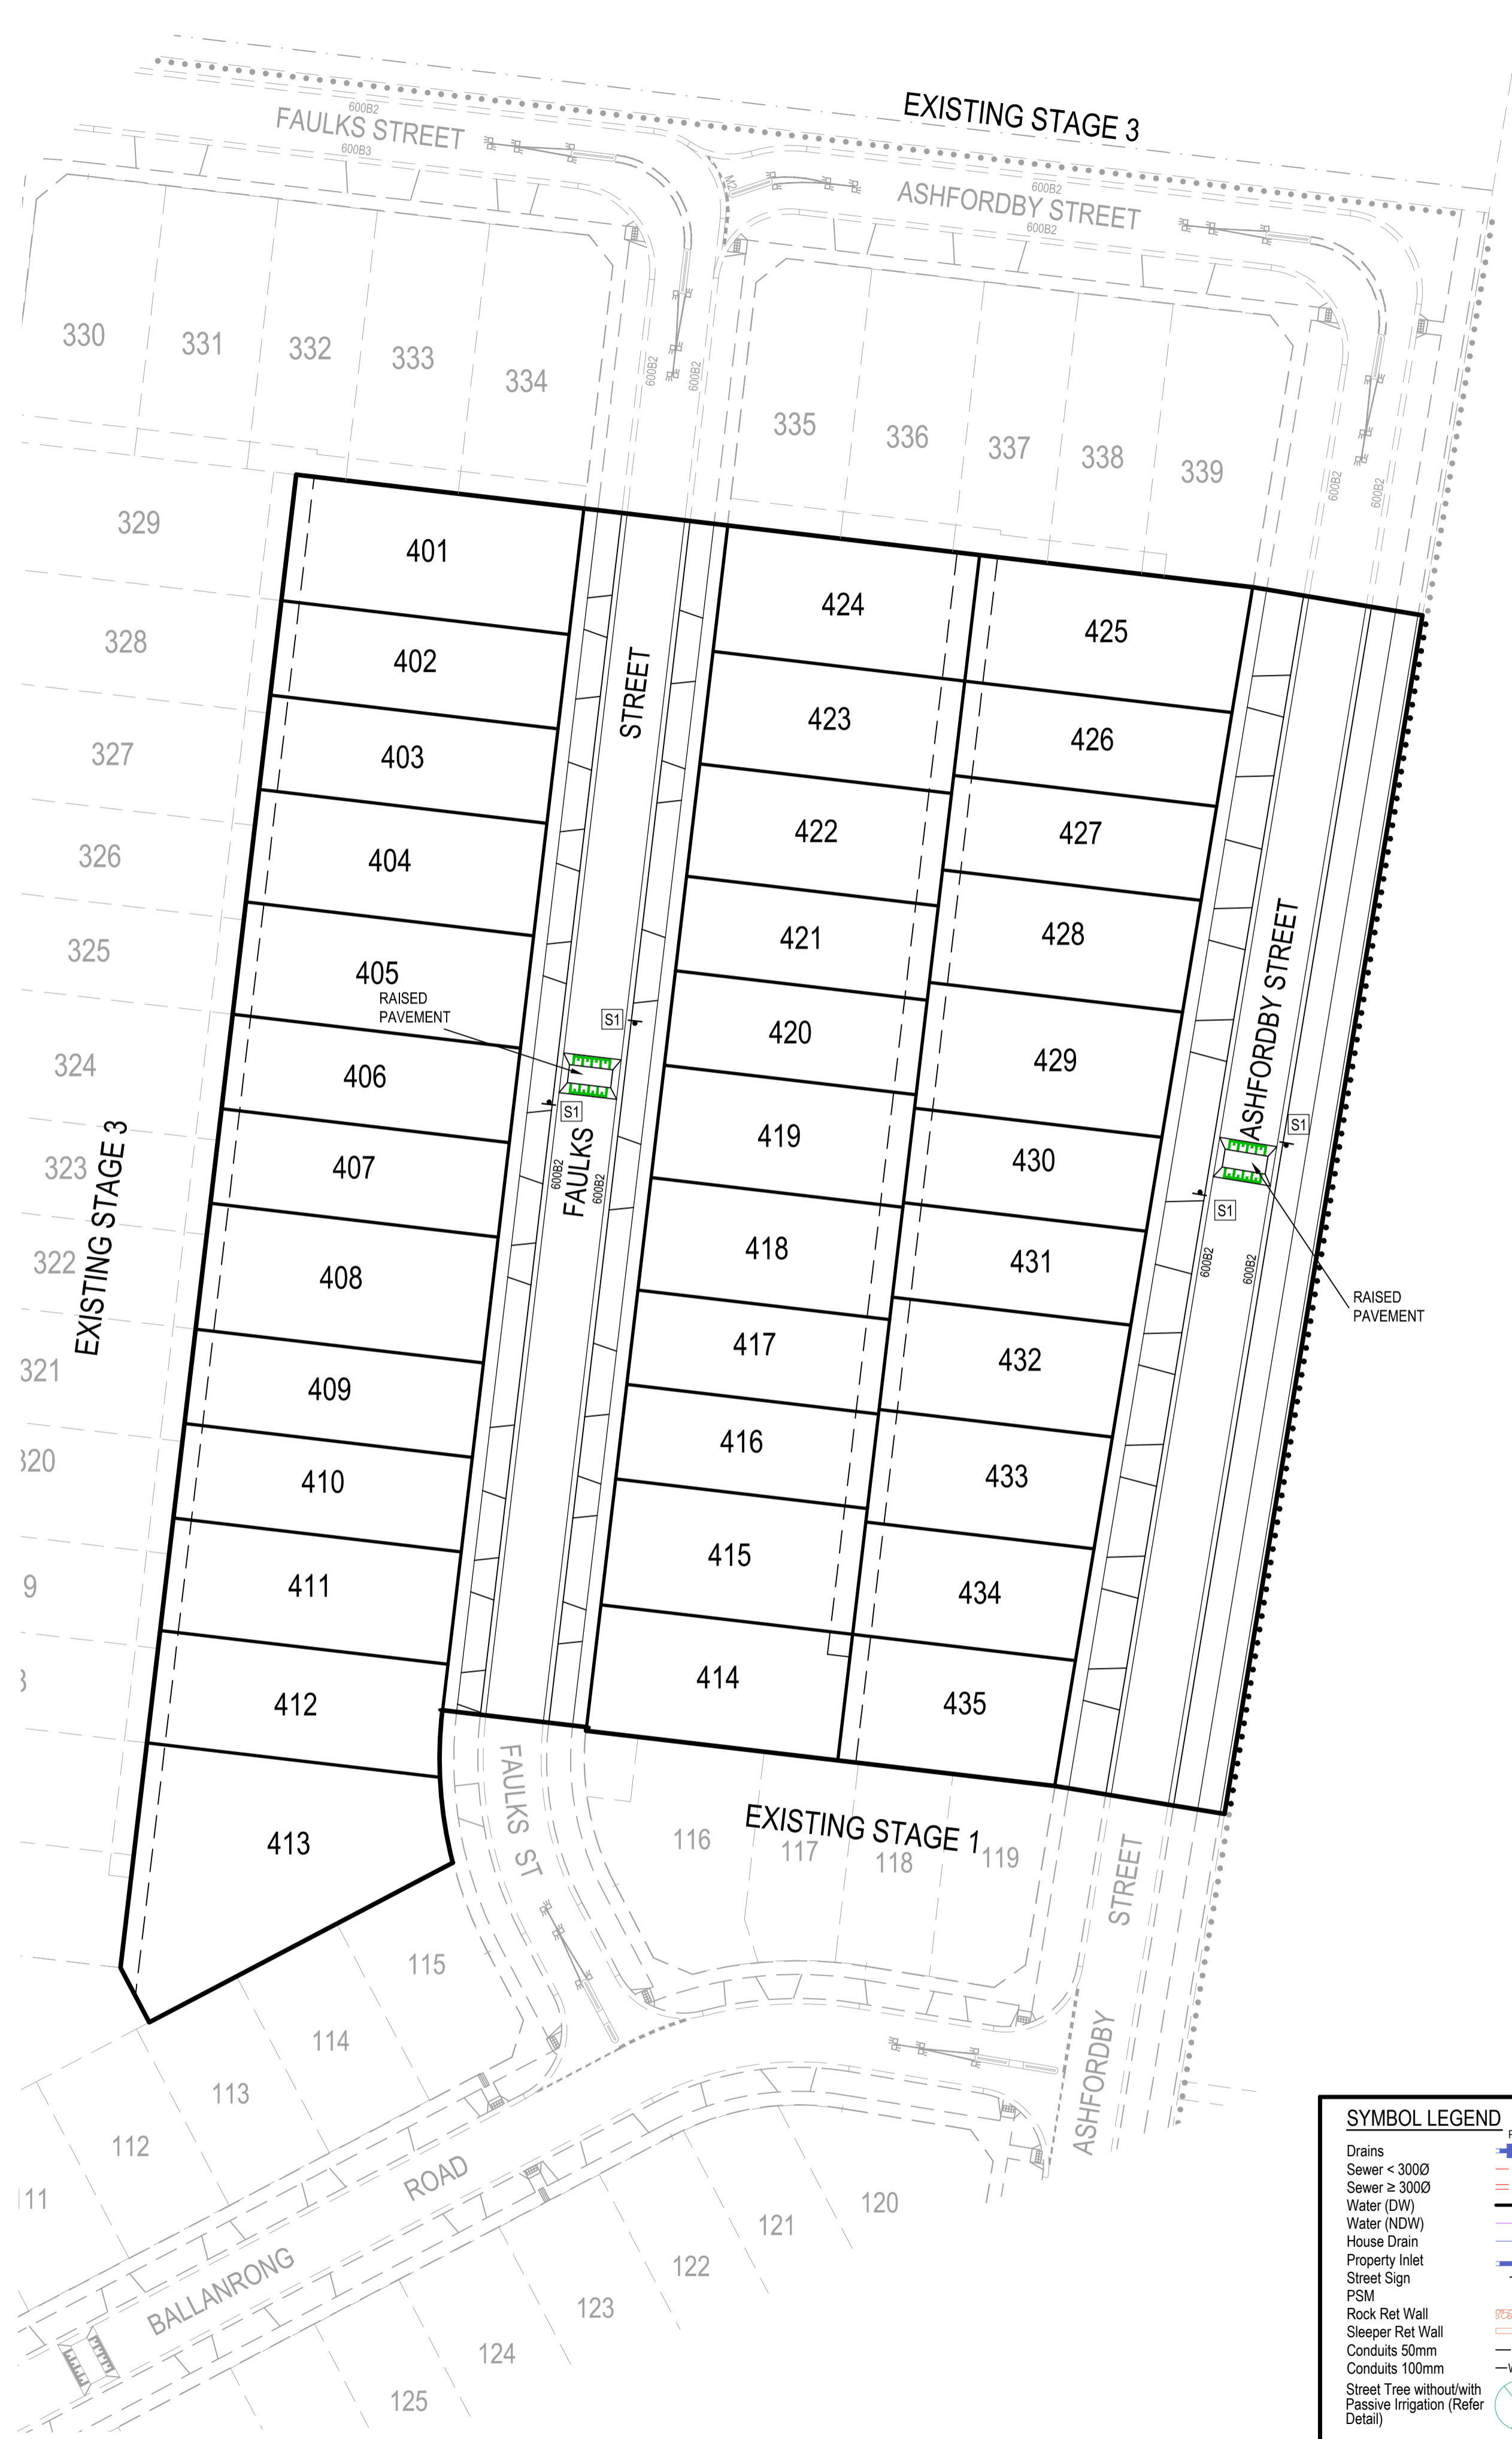 EXISTING STAGE 3
600B2
FAULKS STREET
600B3
M2
600B2
ASHFORDBY STREET
600B2
330
331
332
333
334
600B2
600B2
335
336
337
338
339
600B2
600B2
329
401
424
425
328
402
STREET
423
426
327
403
422
427
326
404
421
428
ASHFORDBY STREET
325
405
RAISED
PAVEMENT
S1
420
429
324
406
S1
419
S1
EXISTING STAGE 3
323
407
FAULKS
600B2
600B2
430
S1
322
408
418
431
600B2
600B2
RAISED
PAVEMENT
321
409
417
432
320
410
416
433
9
411
415
434
412
414
435
413
FAULKS ST
EXISTING STAGE 1
116
117
118
119
STREET
115
114
113
112
111
ASHFORDBY
ROAD
BALLANRONG
120
121
122
123
124
125
SYMBOL LEGEND
Drains
Sewer < 300Ø
Sewer ≥ 300Ø
Water (DW)
Water (NDW)
House Drain
Property Inlet
Street Sign
PSM
Rock Ret Wall
Sleeper Ret Wall
Conduits 50mm
Conduits 100mm
Street Tree without/with
Passive Irrigation (Refer
Detail)